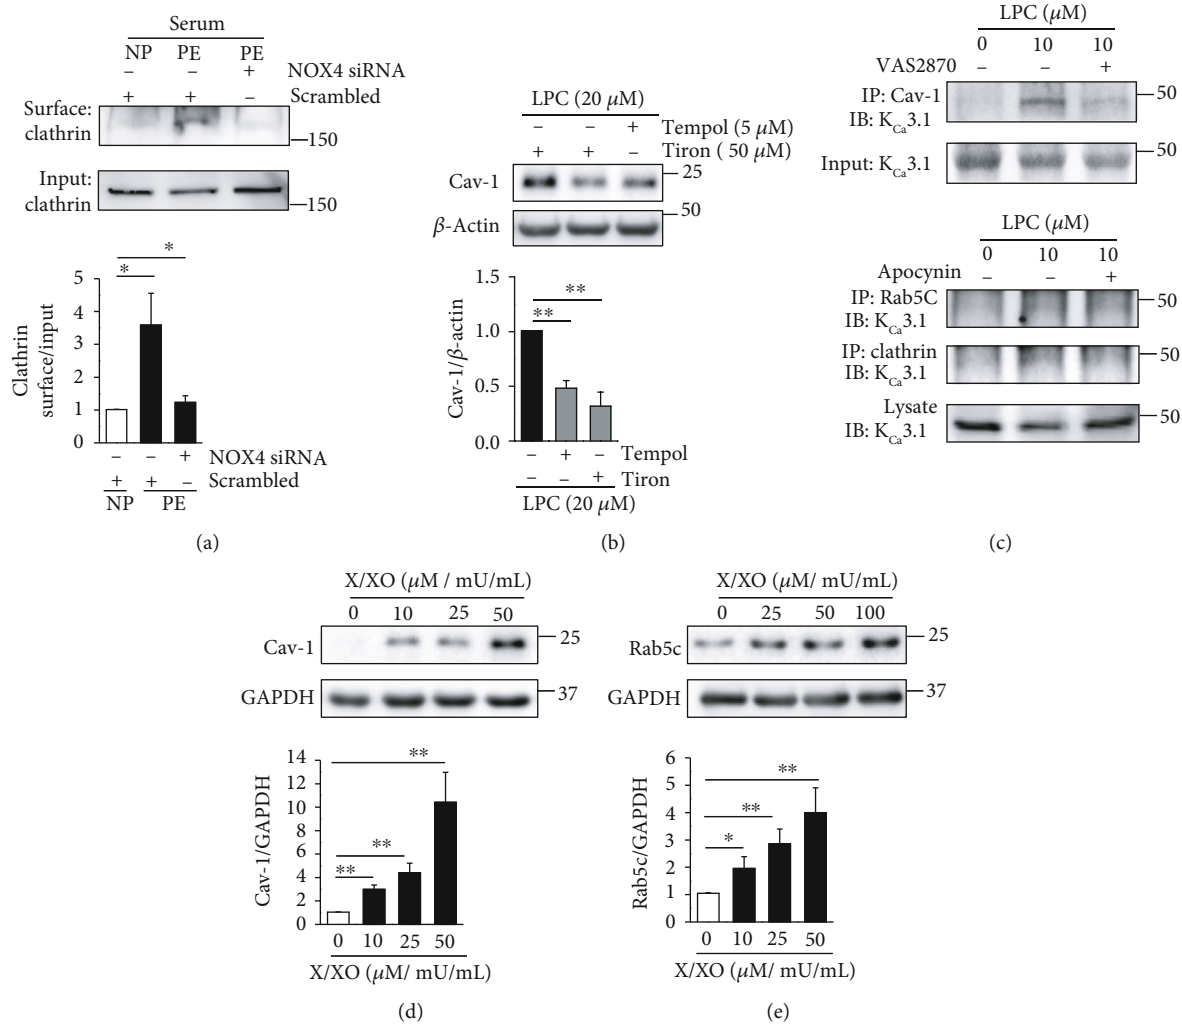 Serum
NP PE PE
– – + NOX4 siRNA
+ + – Scrambled
Surface:
clathrin
150
Input:
clathrin
150
* *
5
4
3
2
1
0
Clathrin
surface/input
– – + NOX4 siRNA
+ + – Scrambled
NP PE
(a)
LPC (20 μM)
– – + Tempol (5 μM)
+ + – Tiron ( 50 μM)
Cav-1
25
β-Actin
50
1.5
1.0
0.5
0.0
Cav-1/β-actin
** **
– + – Tempol
– – + Tiron
LPC (20 μM)
(b)
LPC (μM)
0 10 10
VAS2870 – – +
IP: Cav-1
IB: KCa3.1
50
Input: KCa3.1
50
LPC (μM)
0 10 10
Apocynin – – +
IP: Rab5C
IB: KCa3.1
50
IP: clathrin
IB: KCa3.1
50
Lysate
IB: KCa3.1
50
(c)
X/XO (μM / mU/mL)
0 10 25 50
Cav-1
25
GAPDH
37
14
12
10
8
6
4
2
0
Cav-1/GAPDH
** ** **
0 10 25 50
X/XO (μM/ mU/mL)
(d)
X/XO (μM/ mU/mL)
0 25 50 100
Rab5c
25
GAPDH
37
6
5
4
3
2
1
0
Rab5c/GAPDH
* ** **
0 10 25 50
X/XO (μM/ mU/mL)
(e)